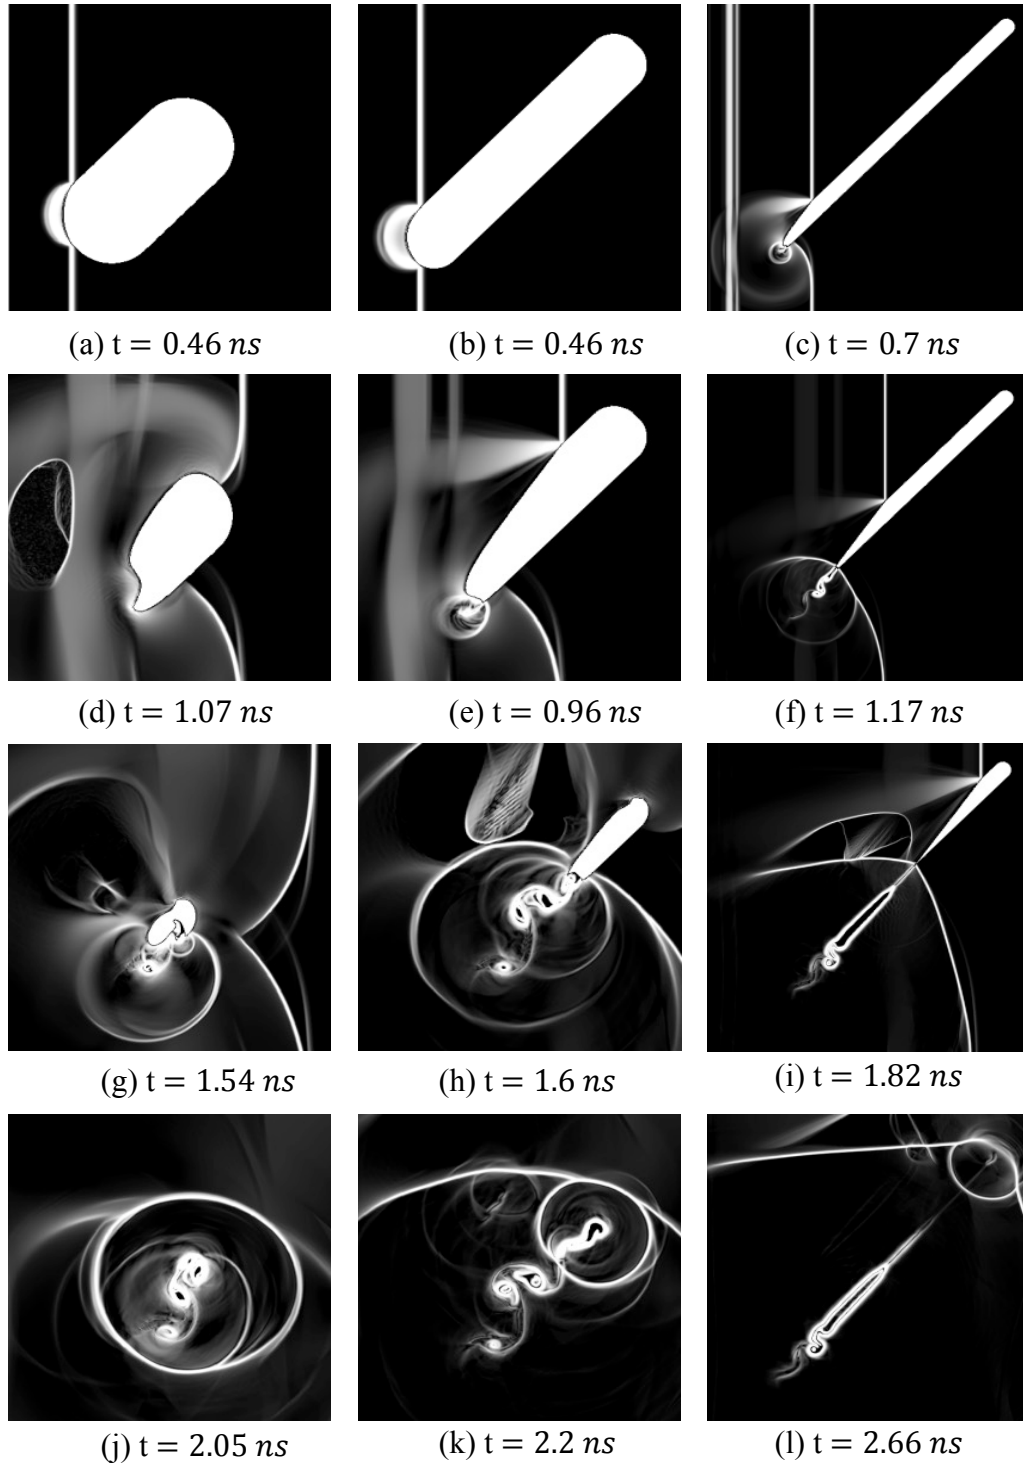 (a) t = 0.46 ns
(b) t = 0.46 ns
(c) t = 0.7 ns
(d) t = 1.07 ns
(e) t = 0.96 ns
(f) t = 1.17 ns
(g) t = 1.54 ns
(h) t = 1.6 ns
(i) t = 1.82 ns
(j) t = 2.05 ns
(k) t = 2.2 ns
(l) t = 2.66 ns